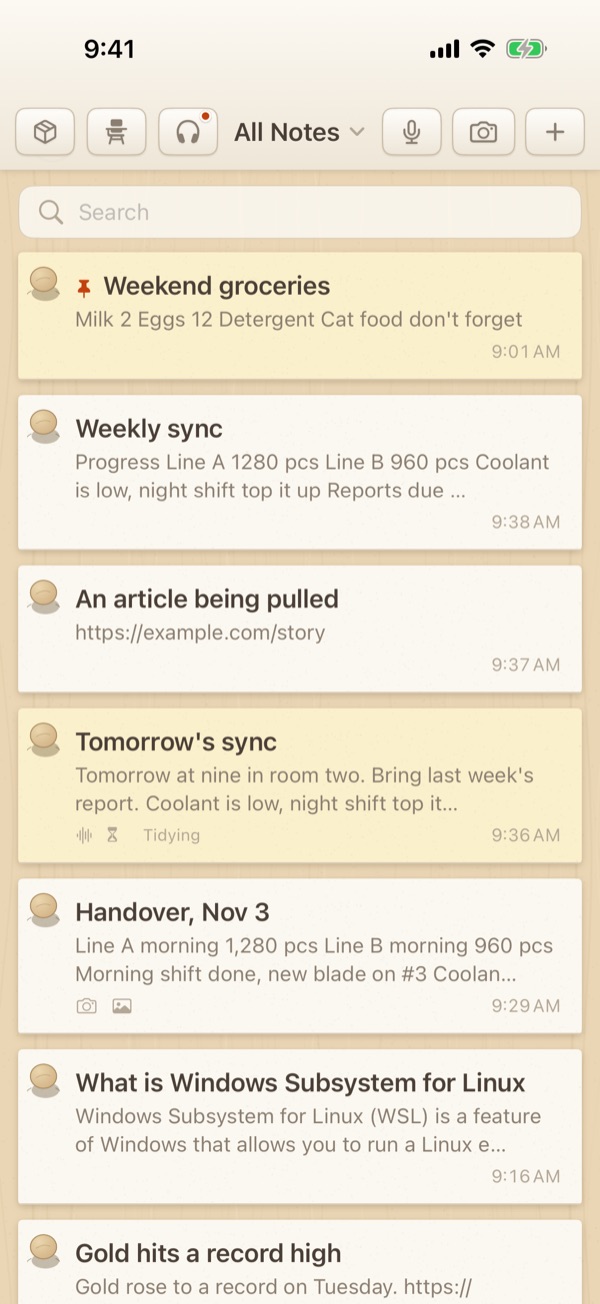 9:41
All Notes
Search
Weekend groceries
Milk 2 Eggs 12 Detergent Cat food don't forget
9:01 AM
Weekly sync
Progress Line A 1280 pcs Line B 960 pcs Coolant
is low, night shift top it up Reports due ...
9:38 AM
An article being pulled
https://example.com/story
9:37 AM
Tomorrow's sync
Tomorrow at nine in room two. Bring last week's
report. Coolant is low, night shift top it...
Tidying
9:36 AM
Handover, Nov 3
Line A morning 1,280 pcs Line B morning 960 pcs
Morning shift done, new blade on #3 Coolan...
9:29 AM
What is Windows Subsystem for Linux
Windows Subsystem for Linux (WSL) is a feature
of Windows that allows you to run a Linux e...
9:16 AM
Gold hits a record high
Gold rose to a record on Tuesday. https://